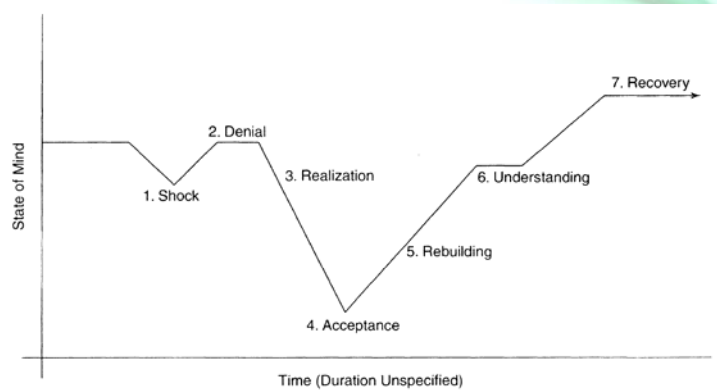 7. Recovery
2. Denial
3. Realization
6. Understanding
1. Shock
5. Rebuilding
4. Acceptance
State of Mind
Time (Duration Unspecified)